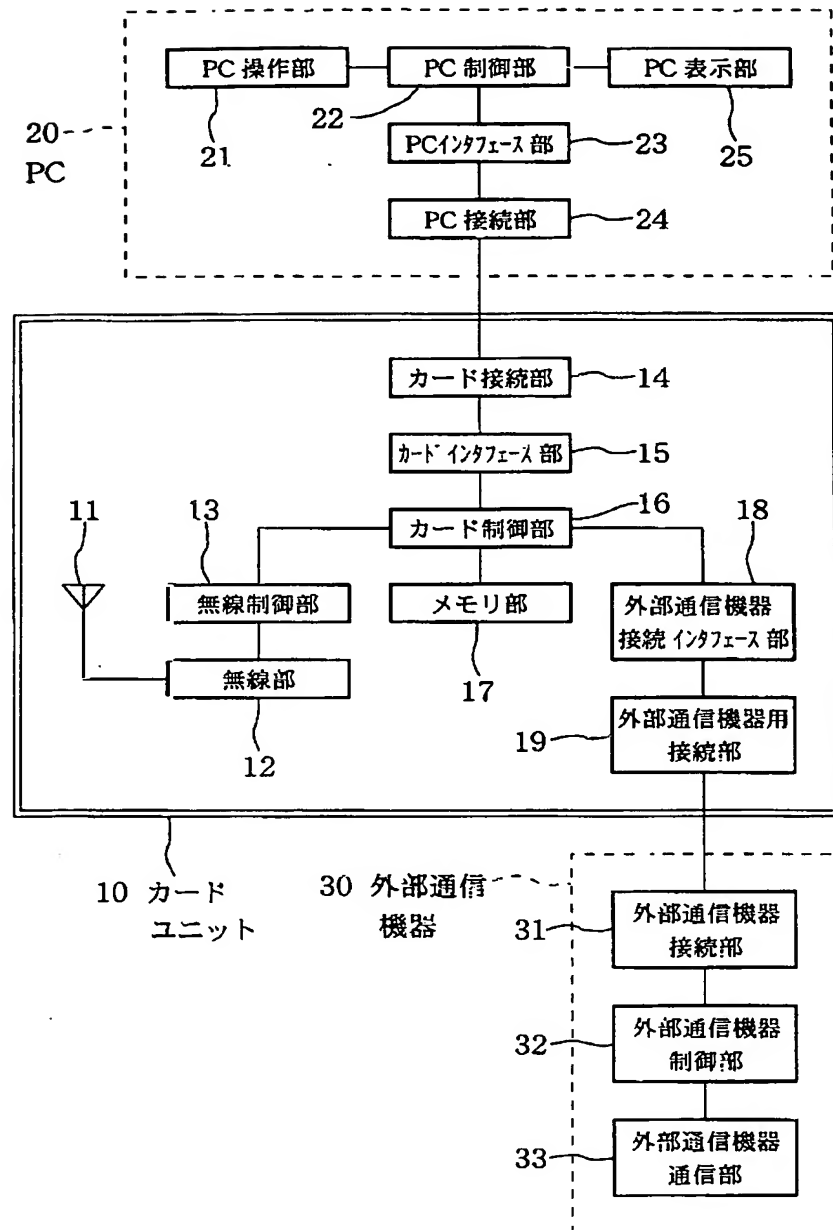 PC 操作部
PC 制御部
PC 表示部
21
22
25
20
PC
PCインタフェース 部
23
PC 接続部
24
カード 接続部
14
カードインタフェース 部
15
11
13
カード 制御部
16
18
無線制御部
メモリ部
外部通信機器
接続 インタフェース 部
無線部
17
12
19
外部通信機器用
接続部
10 カード
ユニット
30 外部通信
機器
31
外部通信機器
接続部
32
外部通信機器
制御部
33
外部通信機器
通信部